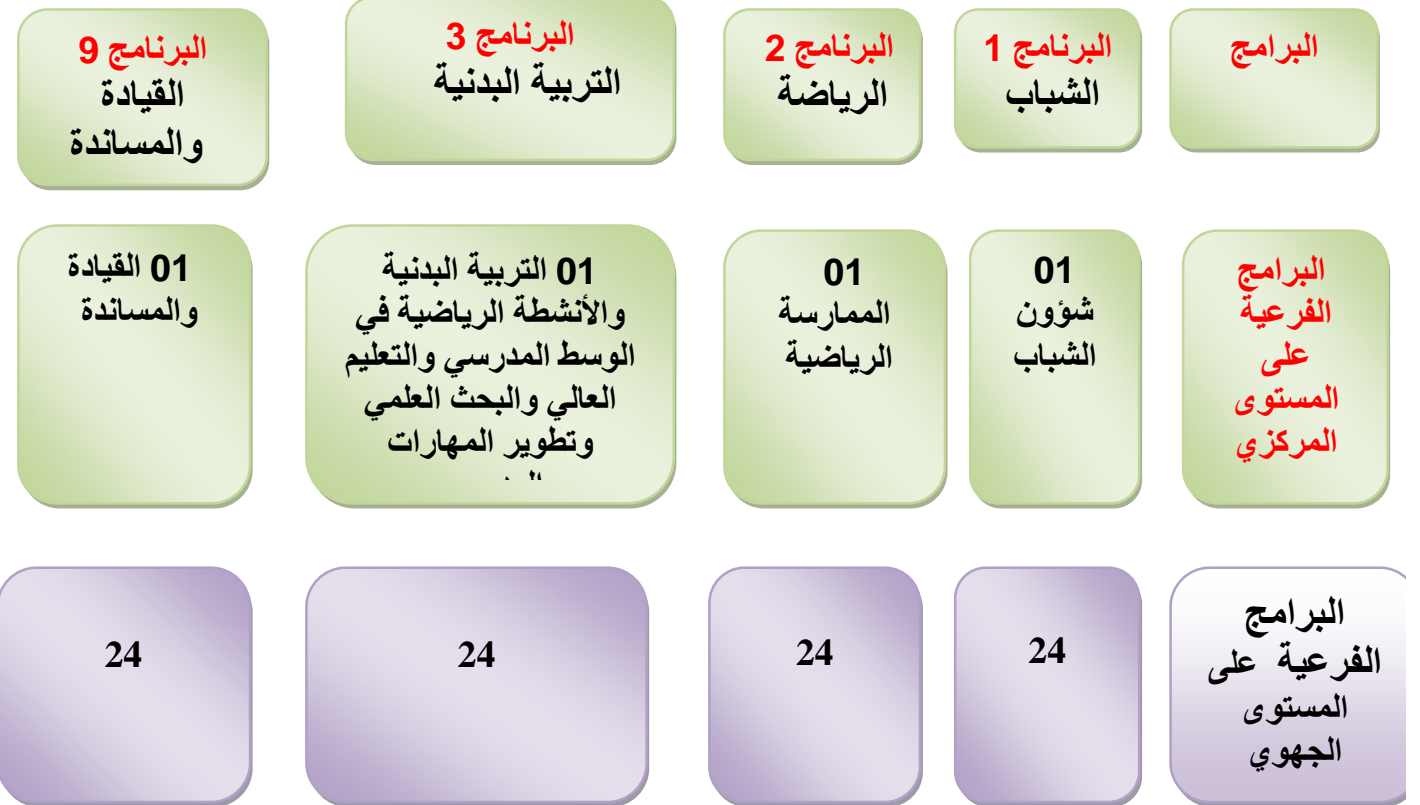 البرامج
البرنامج 1
الشباب
البرنامج 2
الرياضة
البرنامج 3
التربية البدنية
البرنامج 9
القيادة
والمساندة
البرامج
الفرعية
على
المستوى
المركزي
01
شؤون
الشباب
01
الممارسة
الرياضية
01 التربية البدنية
والأنشطة الرياضية في
الوسط المدرسي والتعليم
العالي والبحث العلمي
وتطوير المهارات
01 القيادة
والمساندة
البرامج
الفرعية على
المستوى
الجهوي
24
24
24
24